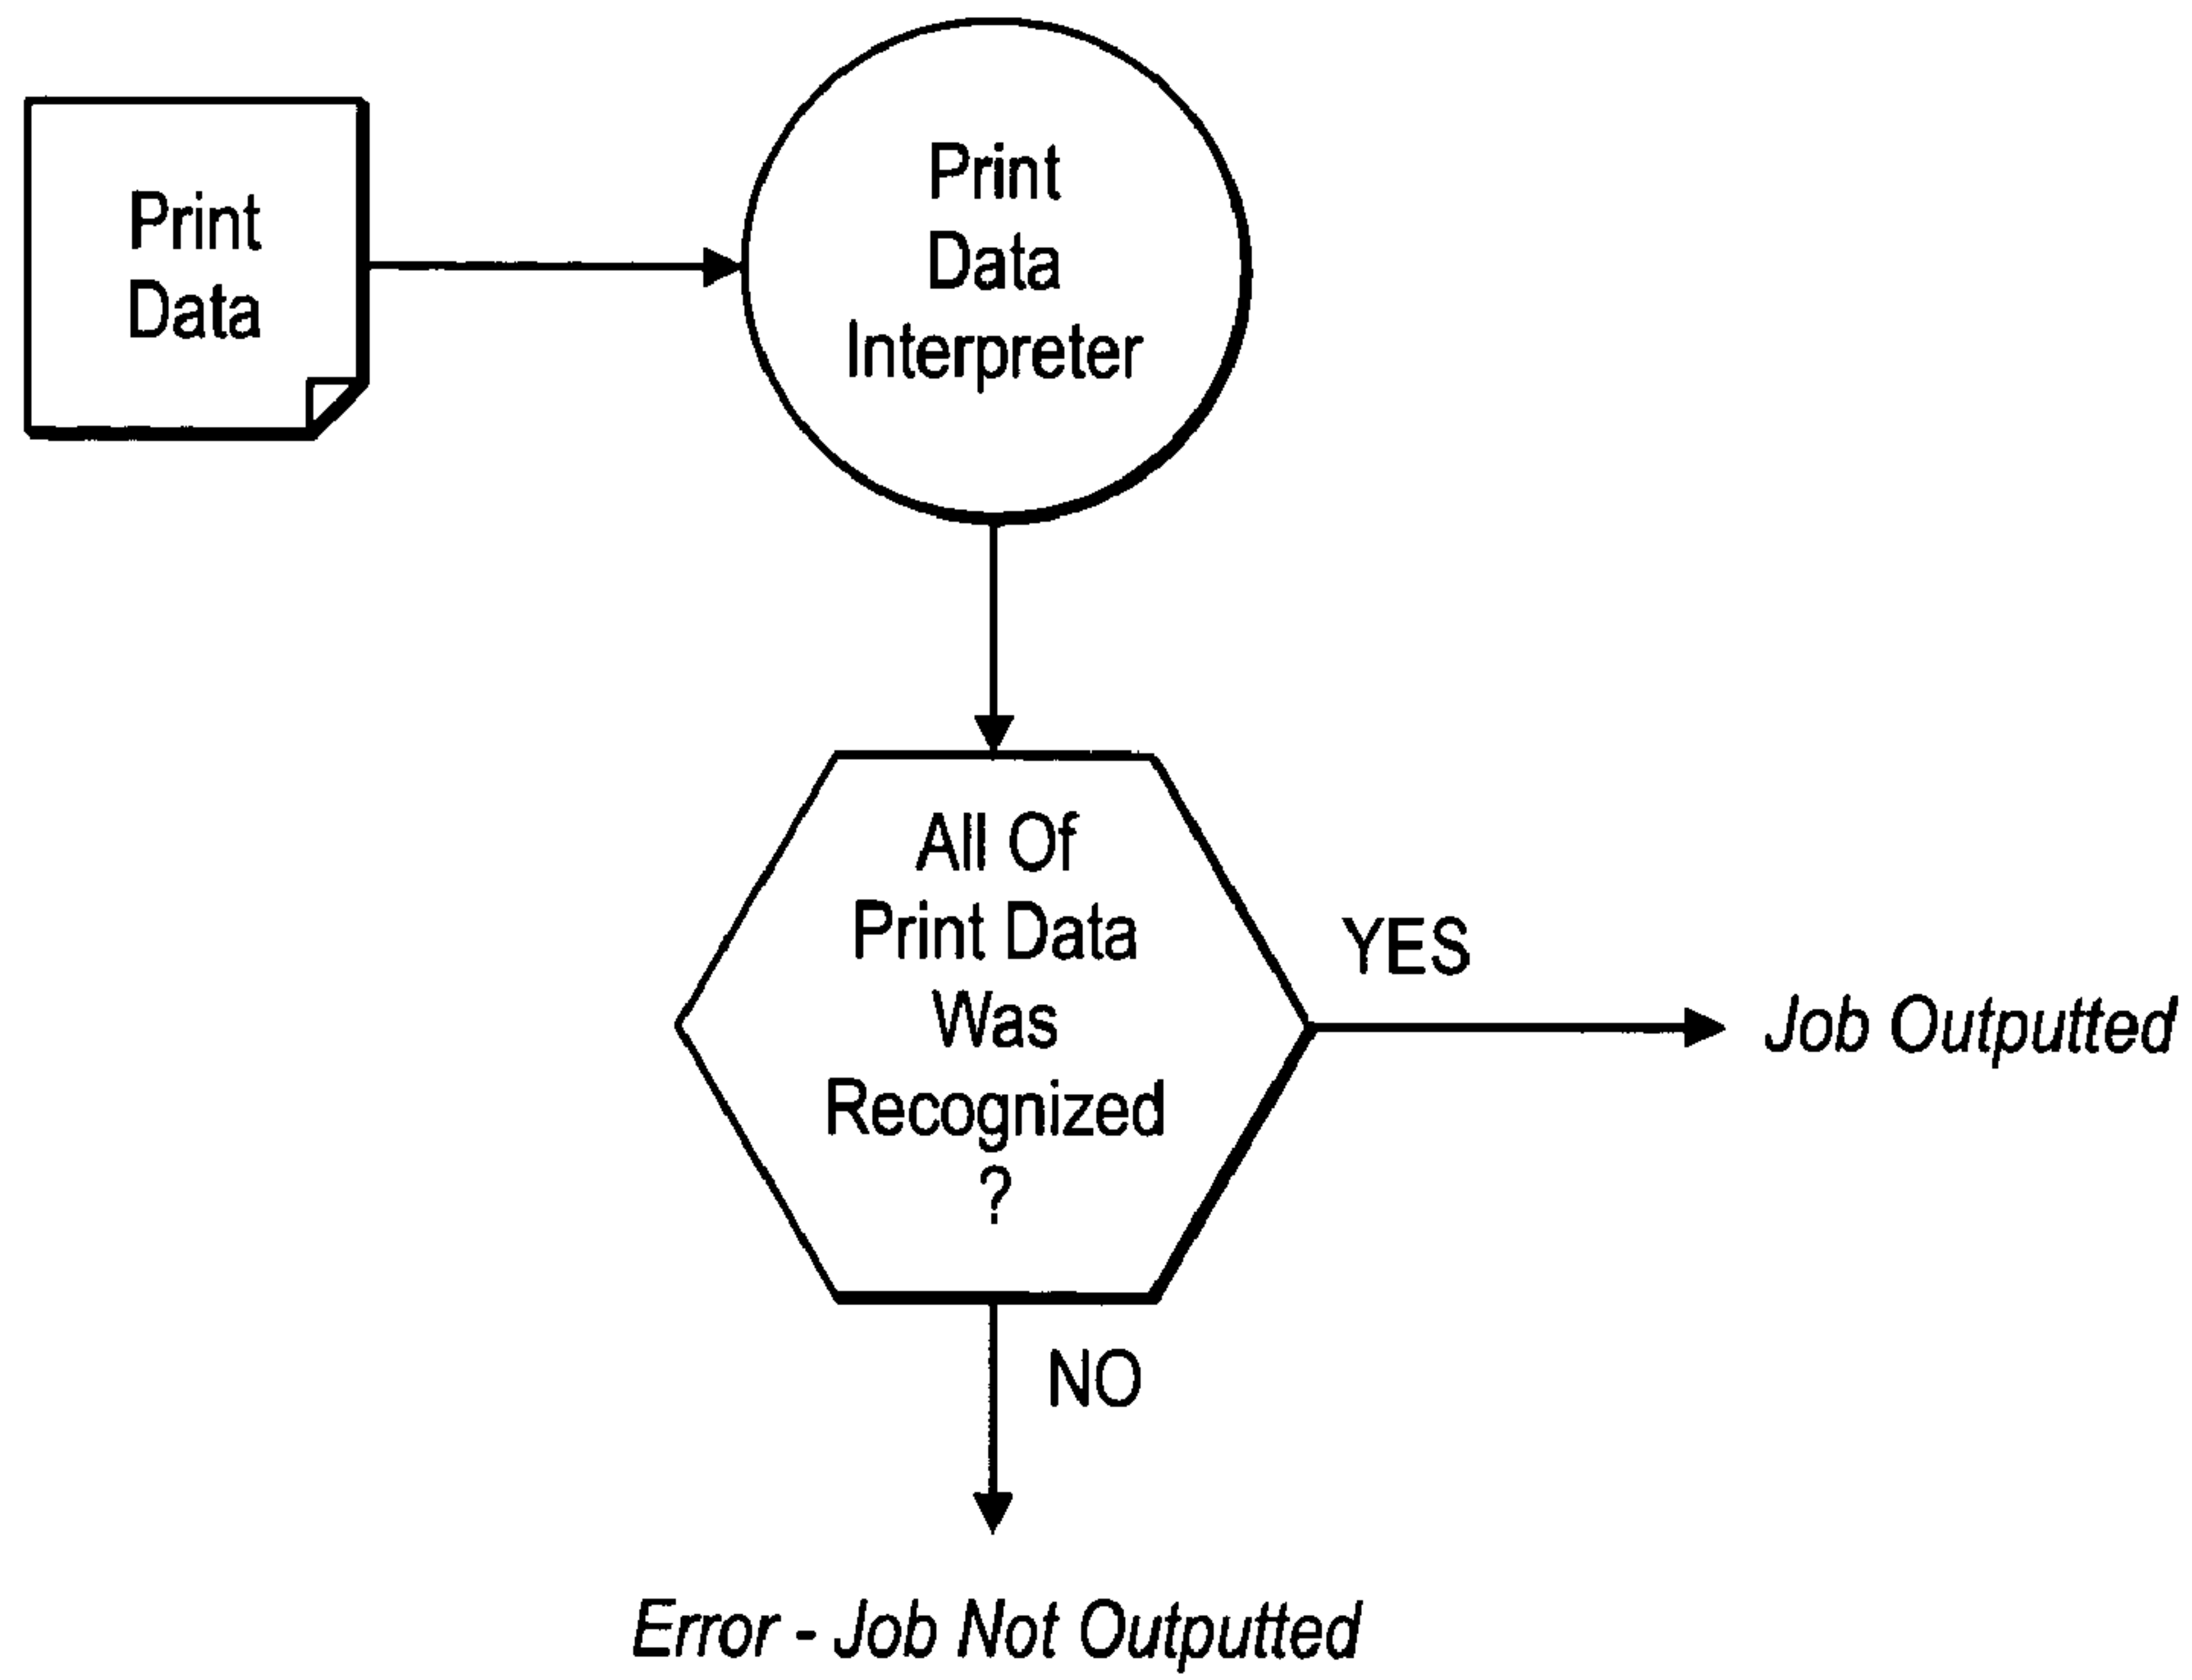 Print
Data
Print
Data
Interpreter
All Of
Print Data
Was
Recognized
?
YES
Job Outputted
NO
Error - Job Not Outputted